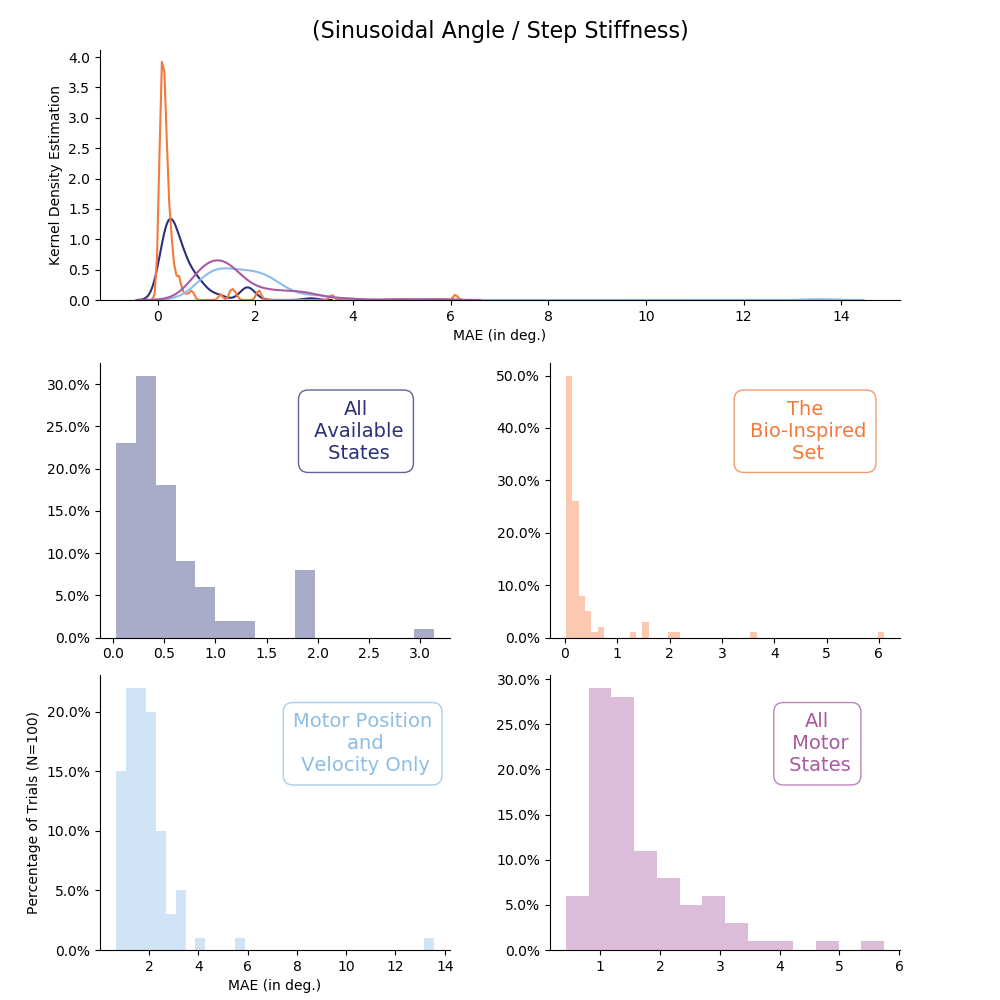 (Sinusoidal Angle / Step Stiffness)
Kernel Density Estimation
4.0
3.5
3.0
2.5
2.0
1.5
1.0
0.5
0.0
0 2 4 6 8 10 12 14
MAE (in deg.)
30.0%
25.0%
20.0%
15.0%
10.0%
5.0%
0.0%
0.0 0.5 1.0 1.5 2.0 2.5 3.0
All
Available
States
50.0%
40.0%
30.0%
20.0%
10.0%
0.0%
0 1 2 3 4 5 6
The
Bio-Inspired
Set
Percentage of Trials (N=100)
20.0%
15.0%
10.0%
5.0%
0.0%
2 4 6 8 10 12 14
MAE (in deg.)
Motor Position
and
Velocity Only
30.0%
25.0%
20.0%
15.0%
10.0%
5.0%
0.0%
1 2 3 4 5 6
All
Motor
States